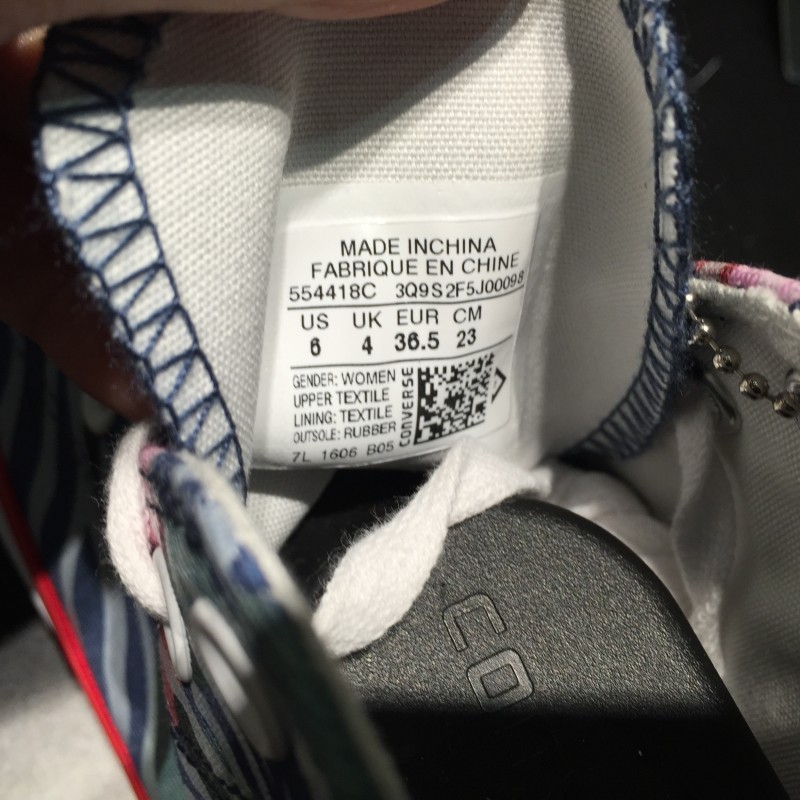 MADE INCHINA
FABRIQUE EN CHINE
554418C 3Q9S2F5J00098
US UK EUR CM
6 4 36.5 23
GENDER: WOMEN
UPPER TEXTILE
LINING: TEXTILE
OUTSOLE: RUBBER
CONVERSE
7L 1606 B05
CO